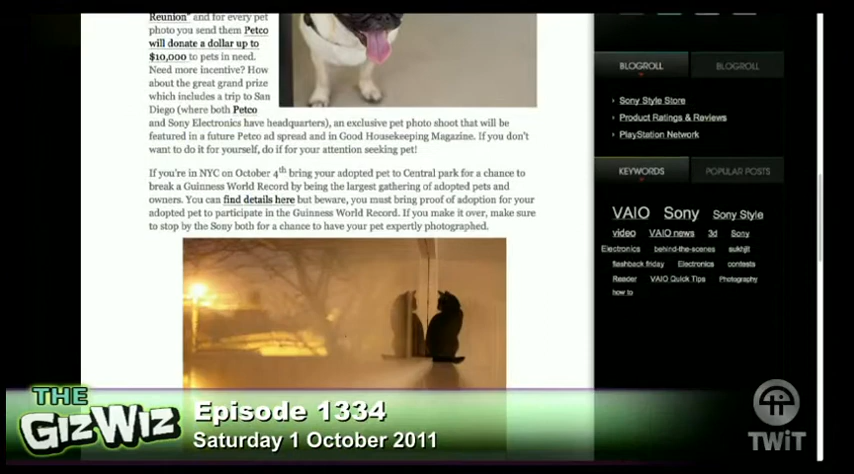 Reunion" and for every pet
photo you send them Petco
will donate a dollar up to
$10,000 to pets in need.
Need more incentive? How
about the great grand prize
which includes a trip to San
Diego (where both Petco
and Sony Electronics have headquarters), an exclusive pet photo shoot that will be
featured in a future Petco ad spread and in Good Housekeeping Magazine. If you don't
want to do it for yourself, do if for your attention seeking pet!
If you're in NYC on October 4th bring your adopted pet to Central park for a chance to
break a Guinness World Record by being the largest gathering of adopted pets and
owners. You can find details here but beware, you must bring proof of adoption for your
adopted pet to participate in the Guinness World Record. If you make it over, make sure
to stop by the Sony both for a chance to have your pet expertly photographed.
BLOGROLL BLOGROLL
Sony Style Store
Product Ratings & Reviews
PlayStation Network
KEYWORDS POPULAR POSTS
VAIO Sony Sony Style
video VAIO news 3d Sony
Electronics behind-the-scenes sukhjit
flashback friday Electronics contests
Reader VAIO Quick Tips Photography
how to
THE
GIZWIZ
Episode 1334
Saturday 1 October 2011
TWiT